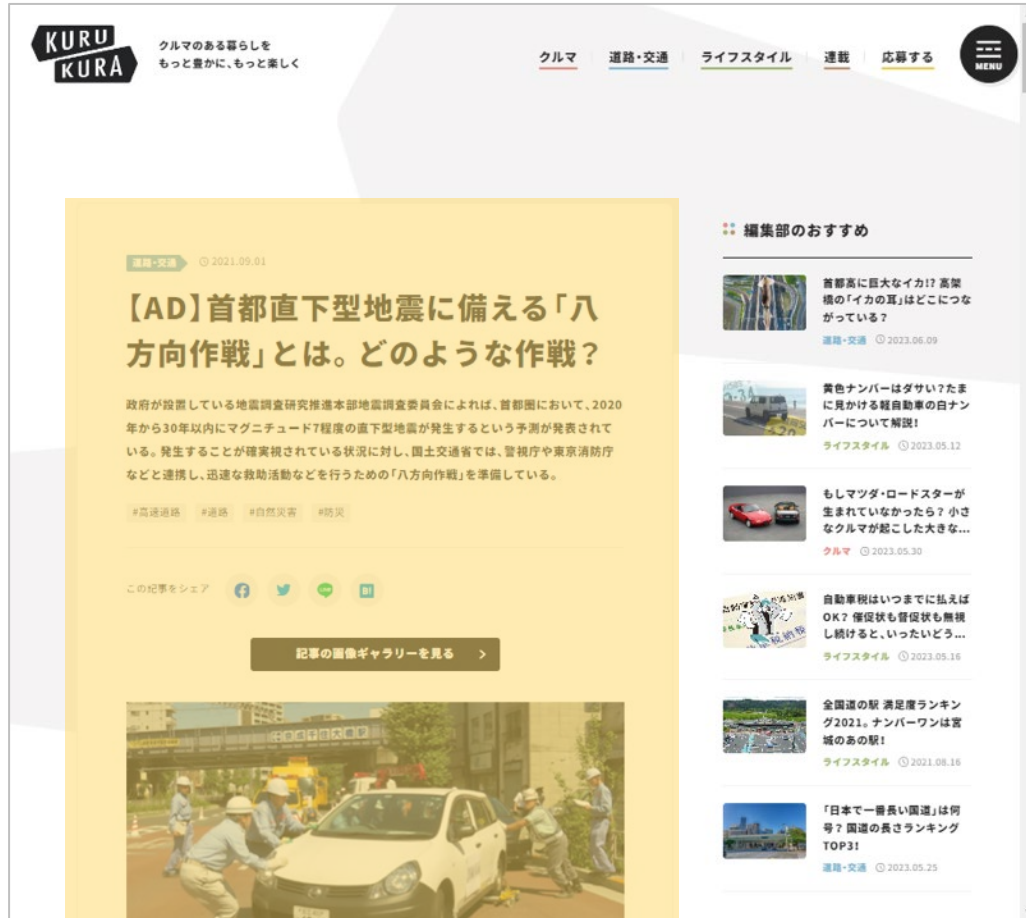 KURU
KURA
クルマのある暮らしを
もっと豊かに、もっと楽しく
クルマ
道路・交通
ライフスタイル
連載
応募する
MENU
道路・交通
2021.09.01
【AD】首都直下型地震に備える「八
方向作戦」とは。どのような作戦？
政府が設置している地震調査研究推進本部地震調査委員会によれば、首都圏において、2020
年から30年以内にマグニチュード7程度の直下型地震が発生するという予測が発表されて
いる。発生することが確実視されている状況に対し、国土交通省では、警視庁や東京消防庁
などと連携し、迅速な救助活動などを行うための「八方向作戦」を準備している。
#高速道路 #道路 #自然災害 #防災
この記事をシェア
LINE
B!
記事の画像ギャラリーを見る
京成千住大橋駅
編集部のおすすめ
首都高に巨大なイカ!? 高架
橋の「イカの耳」はどこにつな
がっている？
道路・交通 2023.06.09
黄色ナンバーはダサい？たま
に見かける軽自動車の白ナン
バーについて解説！
ライフスタイル 2023.05.12
もしマツダ・ロードスターが
生まれていなかったら？ 小さ
なクルマが起こした大きな...
クルマ 2023.05.30
自動車税はいつまでに払えば
OK？ 催促状も督促状も無視
し続けると、いったいどう...
ライフスタイル 2023.05.16
全国道の駅 満足度ランキン
グ2021。ナンバーワンは宮
城のあの駅！
ライフスタイル 2021.08.16
「日本で一番長い国道」は何
号？ 国道の長さランキング
TOP3！
道路・交通 2023.05.25